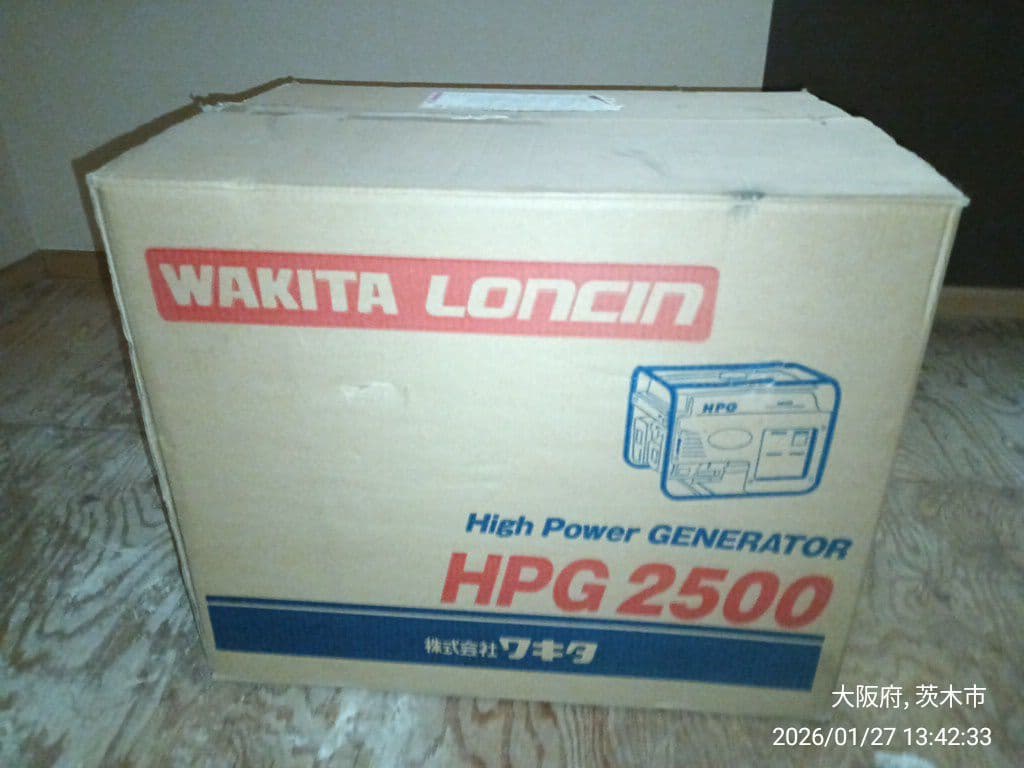 WAKITA LONCIN
HPG
High Power GENERATOR
HPG 2500
株式会社ワキタ
大阪府,茨木市
2026/01/27 13:42:33